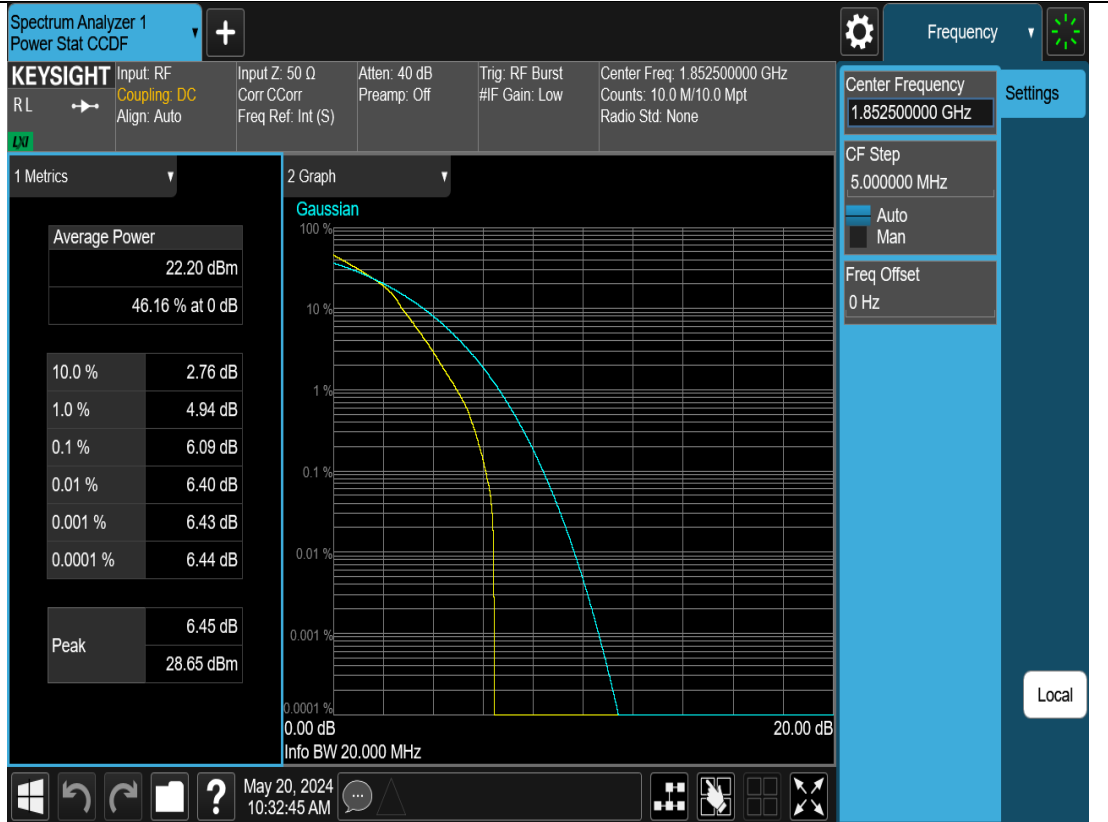 Spectrum Analyzer 1
Power Stat CCDF
+
Frequency
KEYSIGHT
R L
LXI
Input: RF
Coupling: DC
Align: Auto
Input Z: 50 Ω
Corr CCorr
Freq Ref: Int (S)
Atten: 40 dB
Preamp: Off
Trig: RF Burst
#IF Gain: Low
Center Freq: 1.852500000 GHz
Counts: 10.0 M/10.0 Mpt
Radio Std: None
1 Metrics
Average Power
22.20 dBm
46.16 % at 0 dB
10.0 % 2.76 dB
1.0 % 4.94 dB
0.1 % 6.09 dB
0.01 % 6.40 dB
0.001 % 6.43 dB
0.0001 % 6.44 dB
Peak
6.45 dB
28.65 dBm
2 Graph
Gaussian
100 %
10 %
1 %
0.1 %
0.01 %
0.001 %
0.0001 %
0.00 dB 20.00 dB
Info BW 20.000 MHz
Center Frequency
1.852500000 GHz
CF Step
5.000000 MHz
Auto
Man
Freq Offset
0 Hz
Settings
Local
?
May 20, 2024
10:32:45 AM